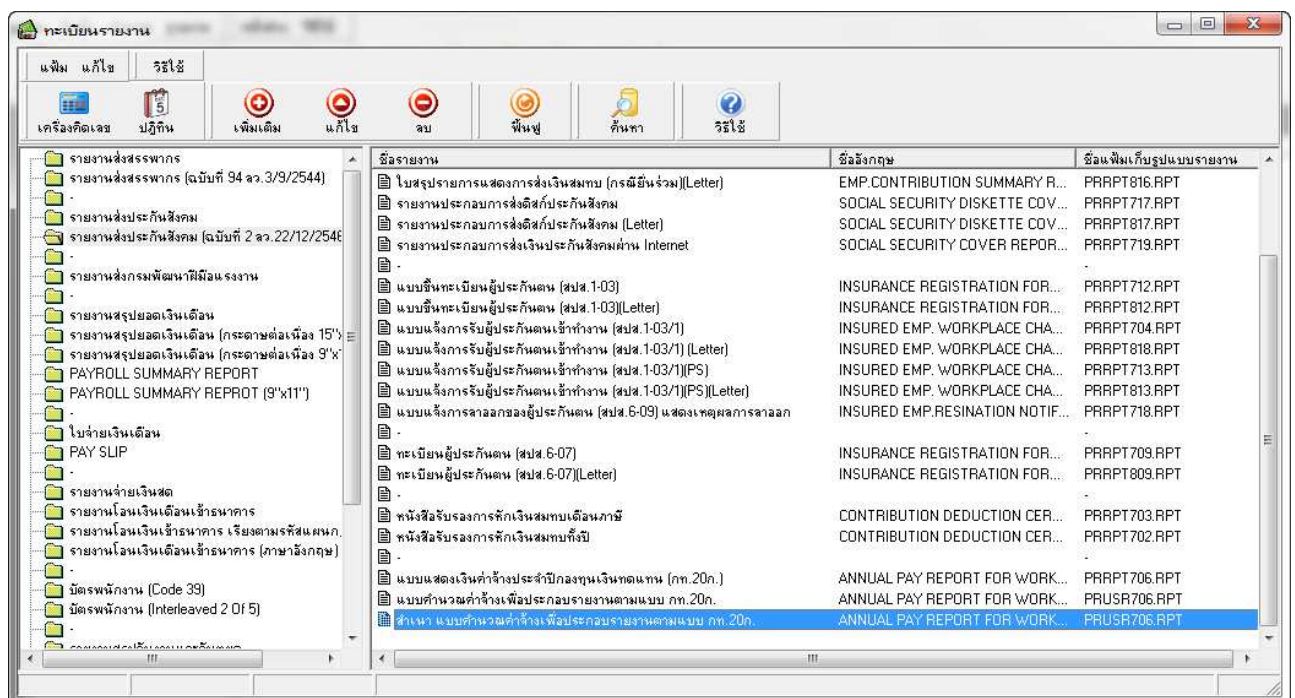 ทะเบียนรายงาน
แฟ้ม แก้ไข วิธีใช้
เครื่องคิดเลข ปฏิทิน เพิ่มเติม แก้ไข ลบ ฟื้นฟู ค้นหา วิธีใช้
รายงานส่งสรรพากร
รายงานส่งสรรพากร (ฉบับที่ 94 ลว.3/9/2544)
-
รายงานส่งประกันสังคม
รายงานส่งประกันสังคม (ฉบับที่ 2 ลว.22/12/2546
-
รายงานส่งกรมพัฒนาฝีมือแรงงาน
-
รายงานสรุปยอดเงินเดือน
รายงานสรุปยอดเงินเดือน (กระดาษต่อเนื่อง 15"x
รายงานสรุปยอดเงินเดือน (กระดาษต่อเนื่อง 9"x1
PAYROLL SUMMARY REPORT
PAYROLL SUMMARY REPROT (9"x11")
-
ใบจ่ายเงินเดือน
PAY SLIP
-
รายงานจ่ายเงินสด
รายงานโอนเงินเดือนเข้าธนาคาร
รายงานโอนเงินเข้าธนาคาร เรียงตามรหัสแผนก
รายงานโอนเงินเดือนเข้าธนาคาร (ภาษาอังกฤษ)
-
บัตรพนักงาน (Code 39)
บัตรพนักงาน (Interleaved 2 Of 5)
-
ชื่อรายงาน ชื่ออังกฤษ ชื่อแฟ้มเก็บรูปแบบรายงาน
ใบสรุปรายการแสดงการส่งเงินสมทบ (กรณียื่นร่วม)(Letter) EMP.CONTRIBUTION SUMMARY R... PRRPT816.RPT
รายงานประกอบการส่งดิสก์ประกันสังคม SOCIAL SECURITY DISKETTE COV... PRRPT717.RPT
รายงานประกอบการส่งดิสก์ประกันสังคม (Letter) SOCIAL SECURITY DISKETTE COV... PRRPT817.RPT
รายงานประกอบการส่งเงินประกันสังคมผ่าน Internet SOCIAL SECURITY COVER REPOR... PRRPT719.RPT
- -
แบบขึ้นทะเบียนผู้ประกันตน (สปส.1-03) INSURANCE REGISTRATION FOR... PRRPT712.RPT
แบบขึ้นทะเบียนผู้ประกันตน (สปส.1-03)(Letter) INSURANCE REGISTRATION FOR... PRRPT812.RPT
แบบแจ้งการรับผู้ประกันตนเข้าทำงาน (สปส.1-03/1) INSURED EMP. WORKPLACE CHA... PRRPT704.RPT
แบบแจ้งการรับผู้ประกันตนเข้าทำงาน (สปส.1-03/1) (Letter) INSURED EMP. WORKPLACE CHA... PRRPT818.RPT
แบบแจ้งการรับผู้ประกันตนเข้าทำงาน (สปส.1-03/1)(PS) INSURED EMP. WORKPLACE CHA... PRRPT713.RPT
แบบแจ้งการรับผู้ประกันตนเข้าทำงาน (สปส.1-03/1)(PS)(Letter) INSURED EMP. WORKPLACE CHA... PRRPT813.RPT
แบบแจ้งการลาออกของผู้ประกันตน (สปส.6-09) แสดงเหตุผลการลาออก INSURED EMP.RESINATION NOTIF... PRRPT718.RPT
- -
ทะเบียนผู้ประกันตน (สปส.6-07) INSURANCE REGISTRATION FOR... PRRPT709.RPT
ทะเบียนผู้ประกันตน (สปส.6-07)(Letter) INSURANCE REGISTRATION FOR... PRRPT809.RPT
- -
หนังสือรับรองการหักเงินสมทบเดือนภาษี CONTRIBUTION DEDUCTION CER... PRRPT703.RPT
หนังสือรับรองการหักเงินสมทบทั้งปี CONTRIBUTION DEDUCTION CER... PRRPT702.RPT
- -
แบบแสดงเงินค่าจ้างประจำปีกองทุนเงินทดแทน (กท.20ก.) ANNUAL PAY REPORT FOR WORK... PRRPT706.RPT
แบบคำนวณค่าจ้างเพื่อประกอบรายงานตามแบบ กท.20ก. ANNUAL PAY REPORT FOR WORK... PRUSR706.RPT
สำเนา แบบคำนวณค่าจ้างเพื่อประกอบรายงานตามแบบ กท.20ก. ANNUAL PAY REPORT FOR WORK... PRUSR706.RPT